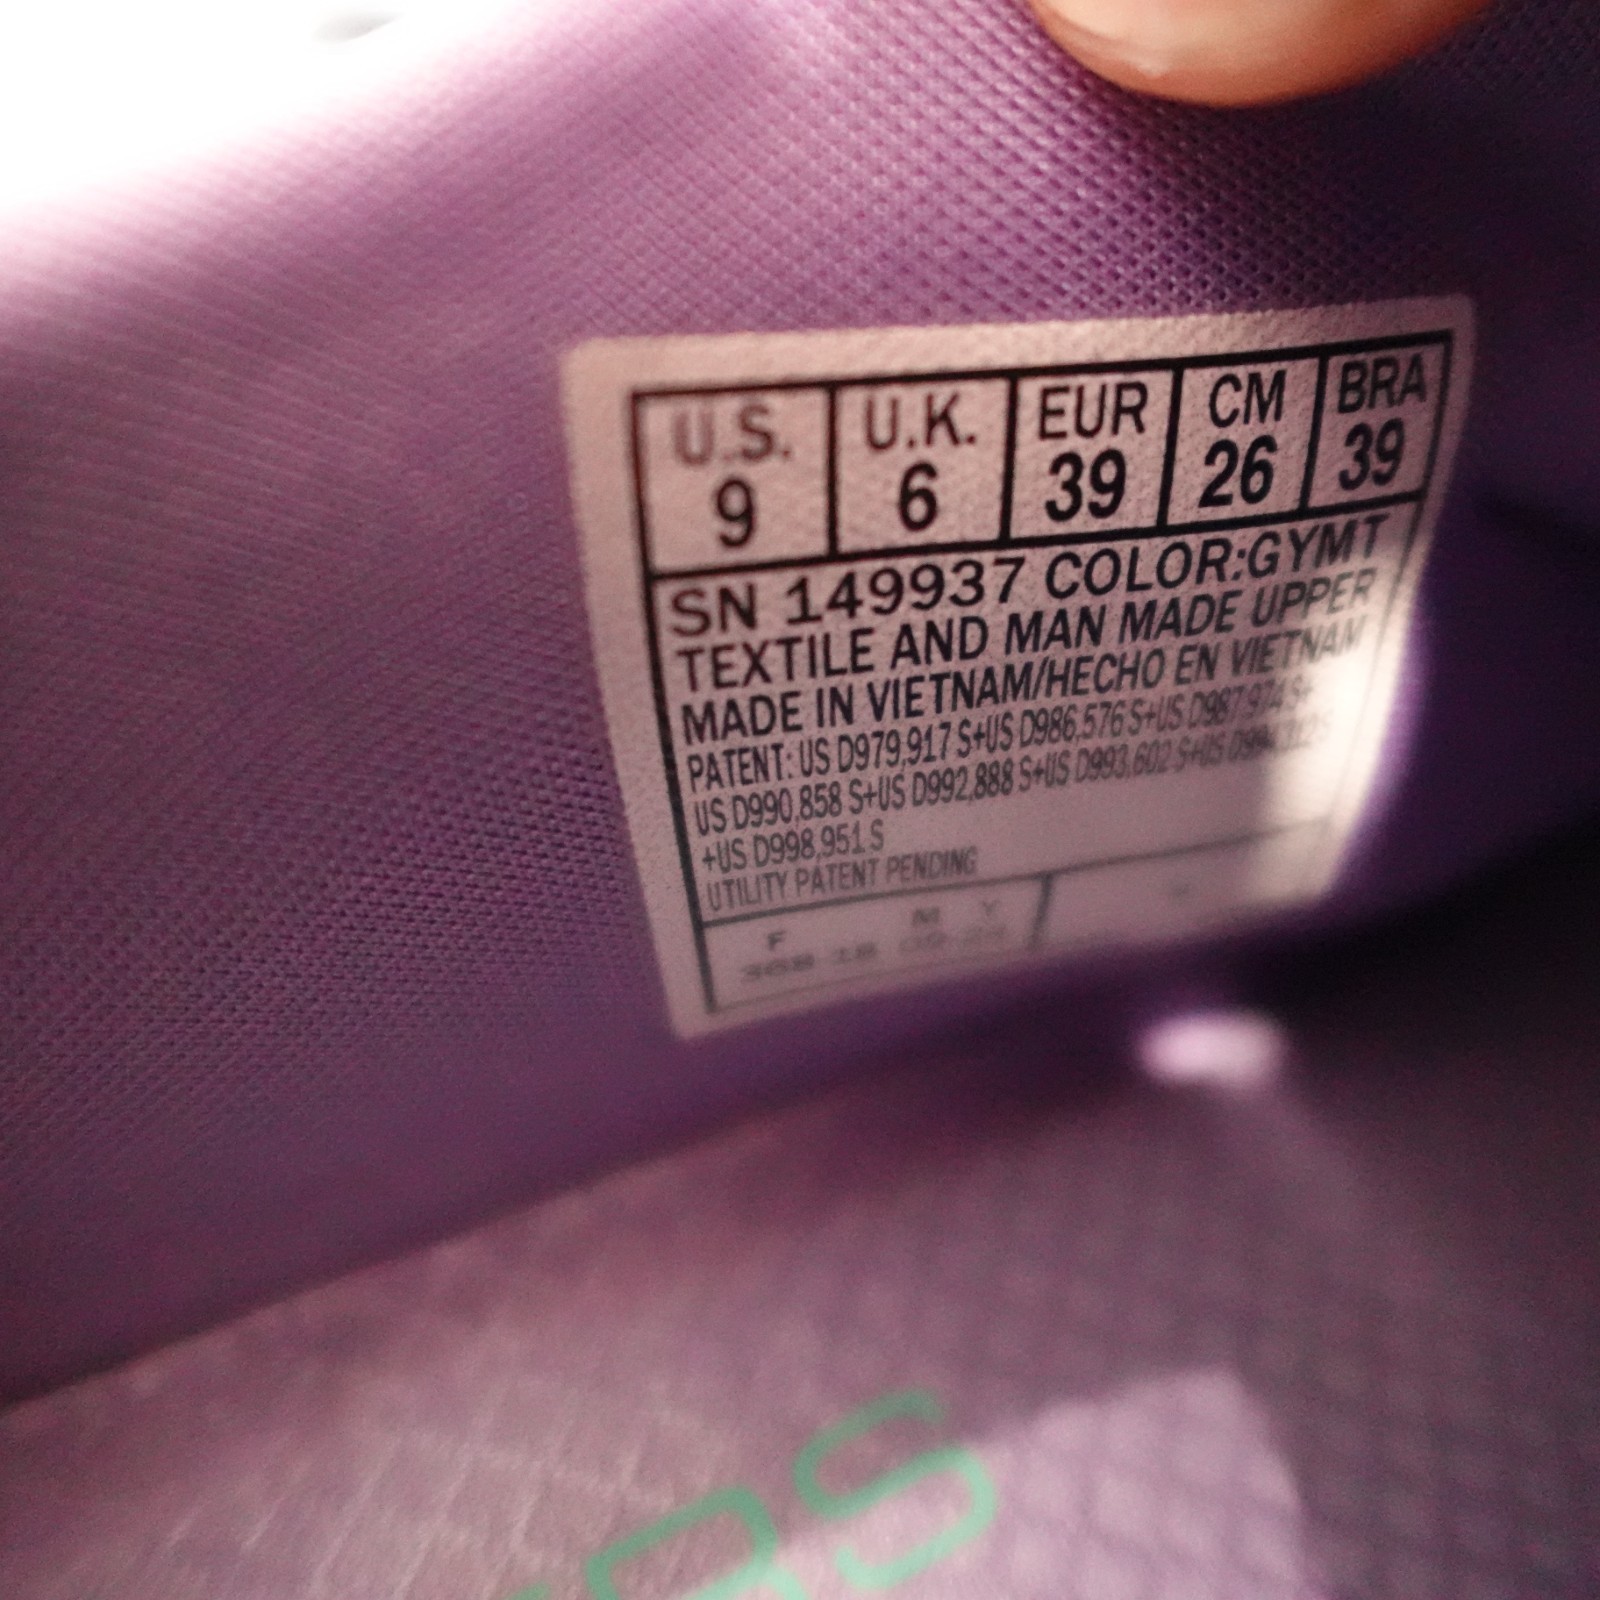 U.S. U.K. EUR CM BRA
9 6 39 26 39
SN 149937 COLOR:GYMT
TEXTILE AND MAN MADE UPPER
MADE IN VIETNAM/HECHO EN VIETNAM
PATENT: US D979,917 S+US D986,576 S+US D987,974 S+
US D990,858 S+US D992,888 S+US D993,602 S+US
+US D998,951 S
UTILITY PATENT PENDING
F M Y